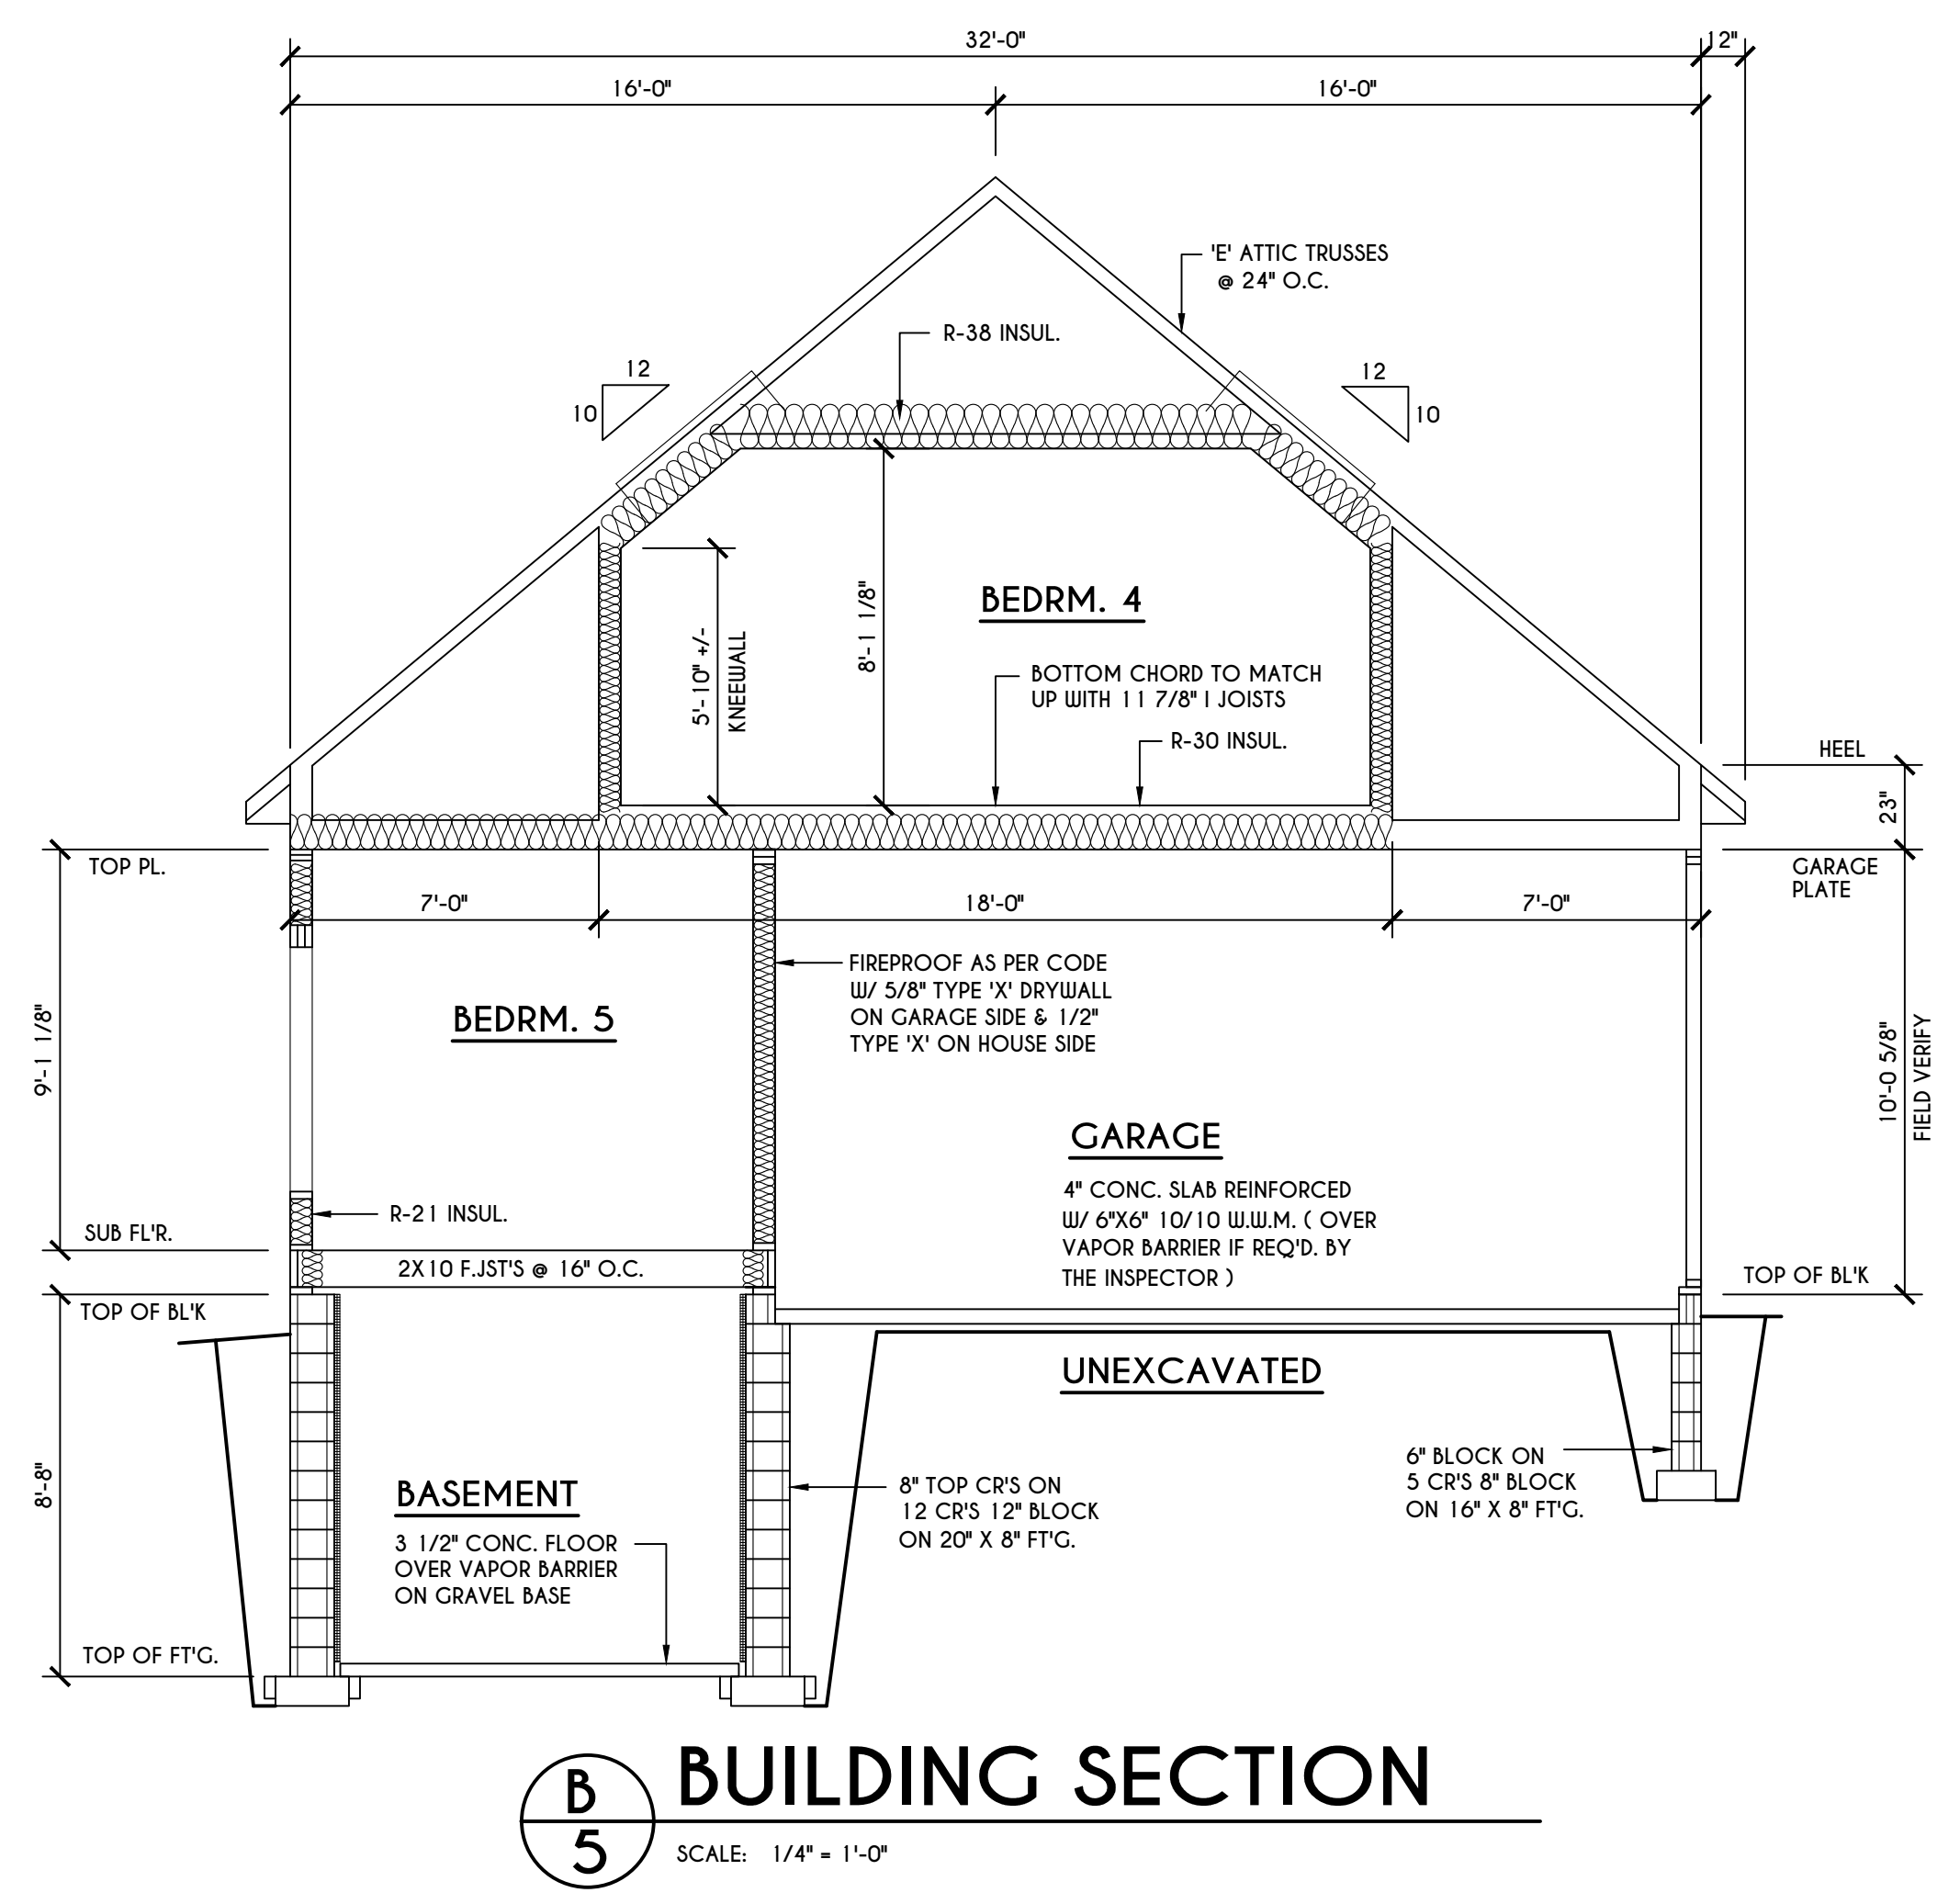 32'-0"
12"
16'-0"
16'-0"
'E' ATTIC TRUSSES
@ 24" O.C.
R-38 INSUL.
12
10
12
10
BEDRM. 4
5'-10" +/-
KNEEWALL
8'-1 1/8"
BOTTOM CHORD TO MATCH
UP WITH 11 7/8" I JOISTS
R-30 INSUL.
HEEL
23"
TOP PL.
GARAGE
PLATE
7'-0"
18'-0"
7'-0"
FIREPROOF AS PER CODE
W/ 5/8" TYPE 'X' DRYWALL
ON GARAGE SIDE & 1/2"
TYPE 'X' ON HOUSE SIDE
BEDRM. 5
9'-1 1/8"
10'-0 5/8"
FIELD VERIFY
GARAGE
4" CONC. SLAB REINFORCED
W/ 6"X6" 10/10 W.W.M. ( OVER
VAPOR BARRIER IF REQ'D. BY
THE INSPECTOR )
R-21 INSUL.
SUB FL'R.
2X10 F.JST'S @ 16" O.C.
TOP OF BL'K
TOP OF BL'K
UNEXCAVATED
8'-8"
BASEMENT
3 1/2" CONC. FLOOR
OVER VAPOR BARRIER
ON GRAVEL BASE
8" TOP CR'S ON
12 CR'S 12" BLOCK
ON 20" X 8" FT'G.
6" BLOCK ON
5 CR'S 8" BLOCK
ON 16" X 8" FT'G.
TOP OF FT'G.
B
5
BUILDING SECTION
SCALE: 1/4" = 1'-0"